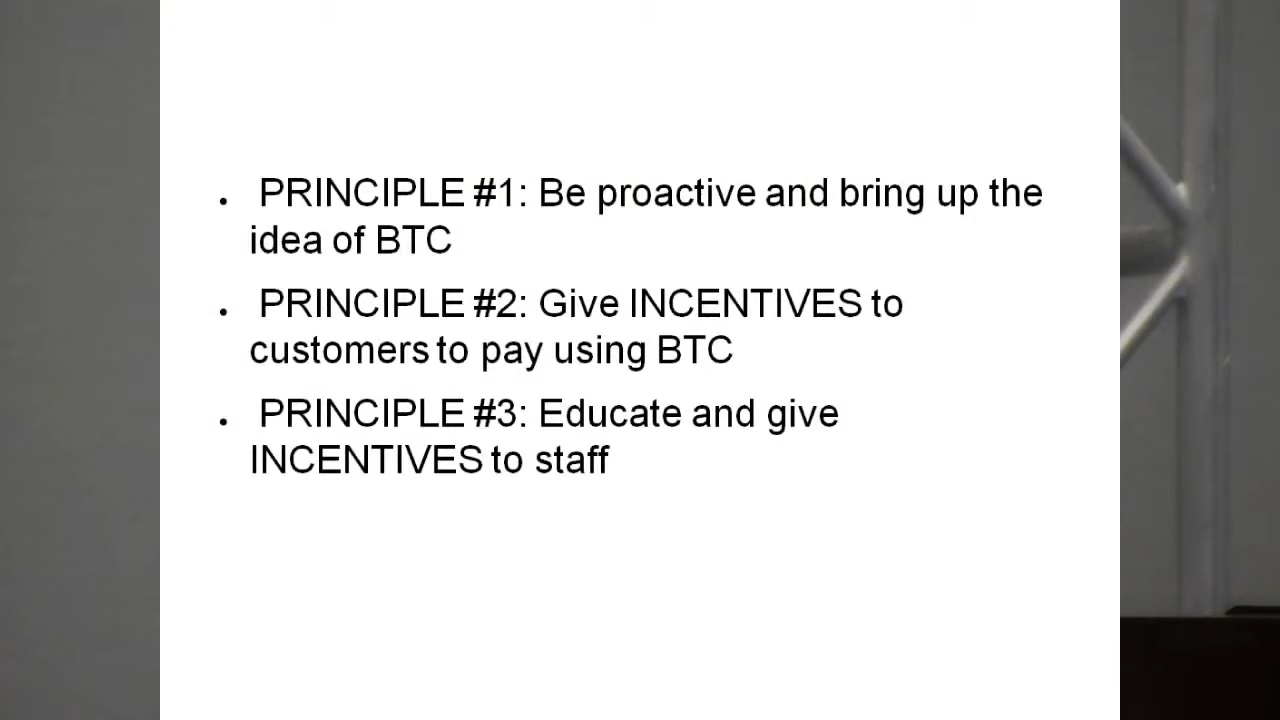 • PRINCIPLE #1: Be proactive and bring up the
idea of BTC
• PRINCIPLE #2: Give INCENTIVES to
customers to pay using BTC
• PRINCIPLE #3: Educate and give
INCENTIVES to staff